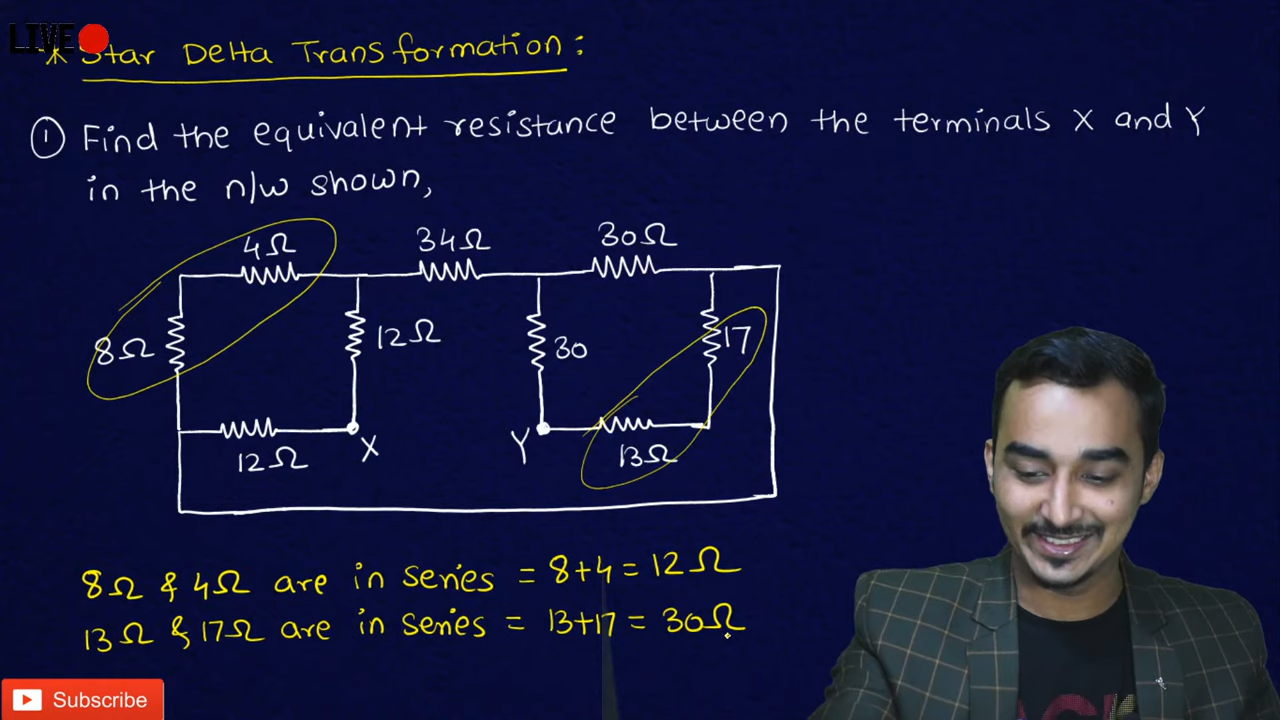 LIVE
* Star Delta Transformation :
① Find the equivalent resistance between the terminals X and Y
in the n/w shown,
4Ω 34Ω 30Ω
8Ω 12Ω 30 17
12Ω X Y 13Ω
8Ω & 4Ω are in series = 8+4 = 12Ω
13Ω & 17Ω are in series = 13+17 = 30Ω
Subscribe